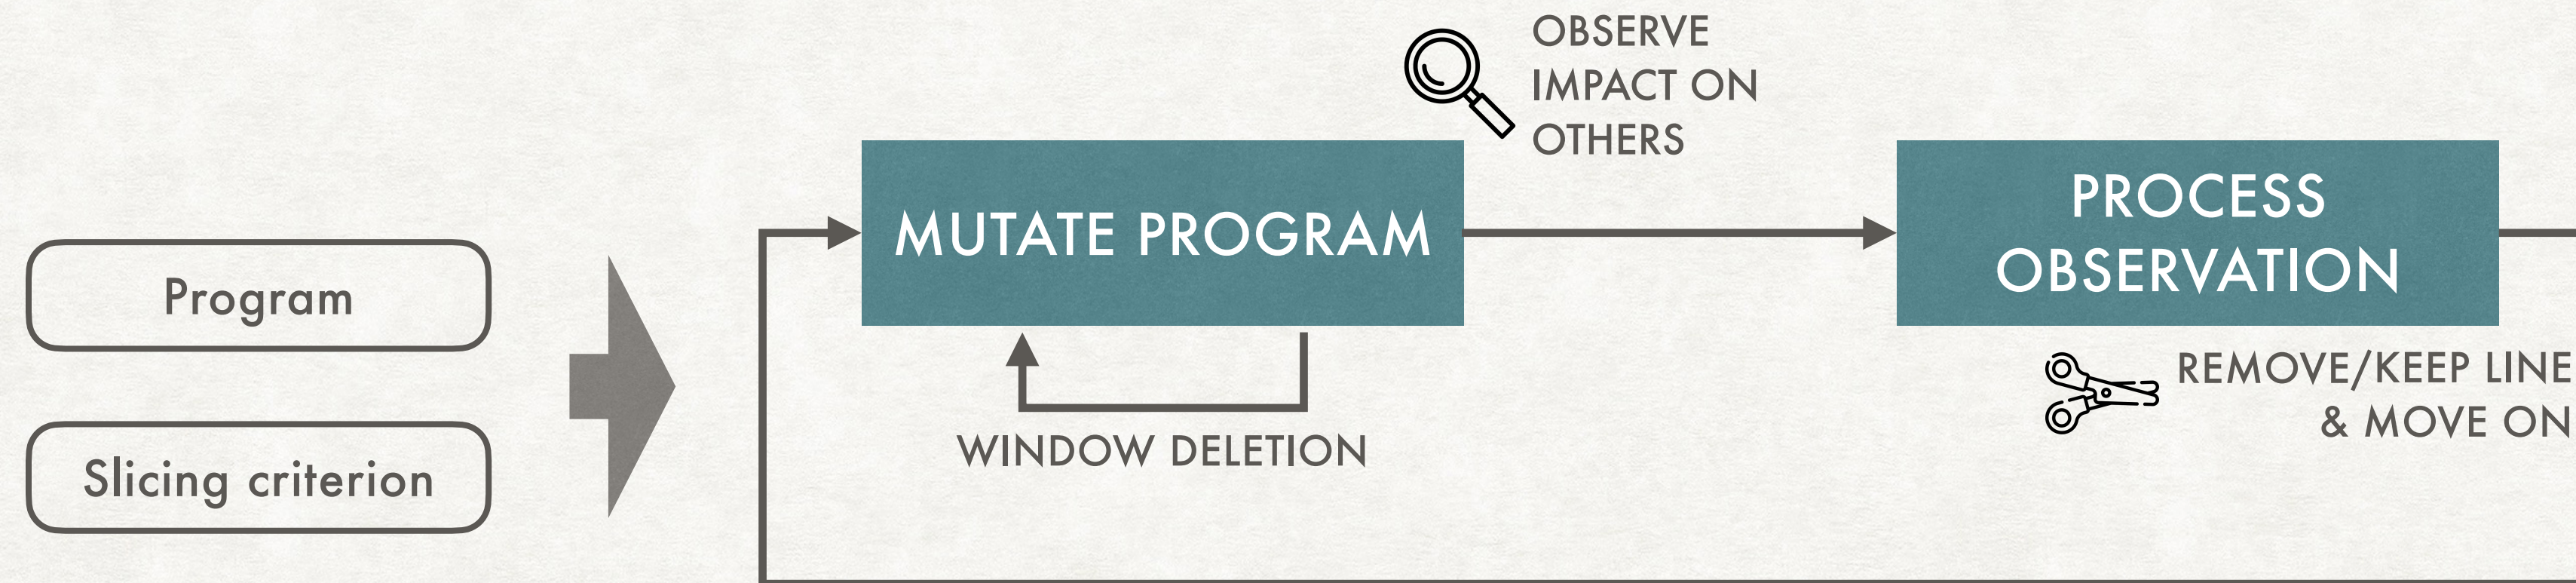 Program
Slicing criterion
MUTATE PROGRAM
WINDOW DELETION
OBSERVE
IMPACT ON
OTHERS
PROCESS
OBSERVATION
REMOVE/KEEP LINE
& MOVE ON